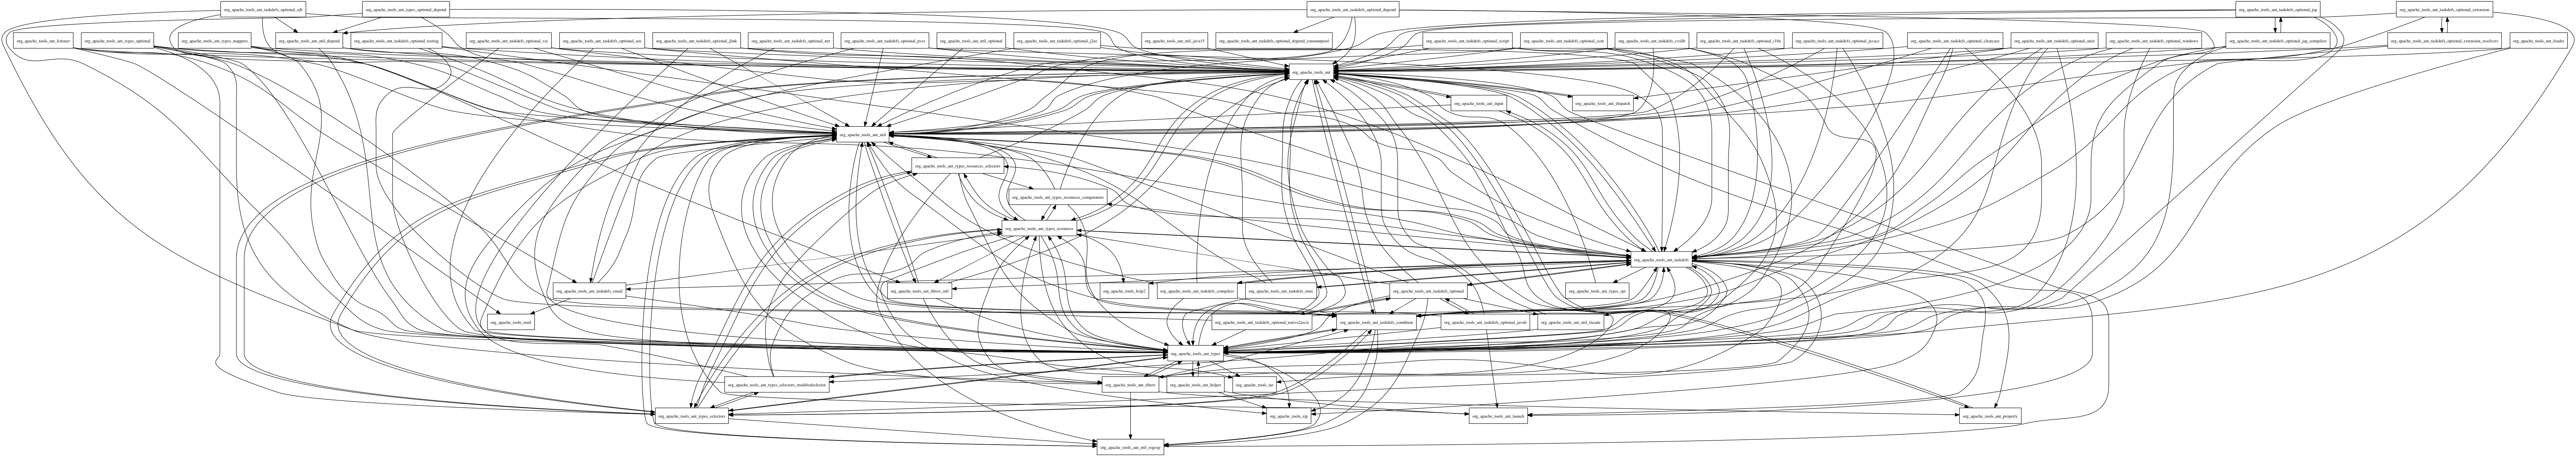 org_apache_tools_ant_taskdefs_optional_ejb
org_apache_tools_ant_types_optional_depend
org_apache_tools_ant_taskdefs_optional_depend
org_apache_tools_ant_taskdefs_optional_jsp
org_apache_tools_ant_taskdefs_optional_extension
org_apache_tools_ant_listener
org_apache_tools_ant_types_optional
org_apache_tools_ant_types_mappers
org_apache_tools_ant_util_depend
org_apache_tools_ant_taskdefs_optional_testing
org_apache_tools_ant_taskdefs_optional_vss
org_apache_tools_ant_taskdefs_optional_sos
org_apache_tools_ant_taskdefs_optional_jlink
org_apache_tools_ant_taskdefs_optional_net
org_apache_tools_ant_taskdefs_optional_pvcs
org_apache_tools_ant_util_optional
org_apache_tools_ant_taskdefs_optional_j2ee
org_apache_tools_ant_util_java15
org_apache_tools_ant_taskdefs_optional_depend_constantpool
org_apache_tools_ant_taskdefs_optional_script
org_apache_tools_ant_taskdefs_optional_ccm
org_apache_tools_ant_taskdefs_cvslib
org_apache_tools_ant_taskdefs_optional_i18n
org_apache_tools_ant_taskdefs_optional_javacc
org_apache_tools_ant_taskdefs_optional_clearcase
org_apache_tools_ant_taskdefs_optional_unix
org_apache_tools_ant_taskdefs_optional_windows
org_apache_tools_ant_taskdefs_optional_jsp_compilers
org_apache_tools_ant_taskdefs_optional_extension_resolvers
org_apache_tools_ant_loader
org_apache_tools_ant
org_apache_tools_ant_input
org_apache_tools_ant_dispatch
org_apache_tools_ant_util
org_apache_tools_ant_types_resources_selectors
org_apache_tools_ant_types_resources_comparators
org_apache_tools_ant_types_resources
org_apache_tools_ant_taskdefs
org_apache_tools_ant_taskdefs_email
org_apache_tools_ant_filters_util
org_apache_tools_bzip2
org_apache_tools_ant_taskdefs_compilers
org_apache_tools_ant_taskdefs_rmic
org_apache_tools_ant_taskdefs_optional
org_apache_tools_ant_types_spi
org_apache_tools_mail
org_apache_tools_ant_taskdefs_optional_native2ascii
org_apache_tools_ant_taskdefs_condition
org_apache_tools_ant_taskdefs_optional_javah
org_apache_tools_ant_util_facade
org_apache_tools_ant_types
org_apache_tools_ant_types_selectors_modifiedselector
org_apache_tools_ant_filters
org_apache_tools_ant_helper
org_apache_tools_tar
org_apache_tools_ant_types_selectors
org_apache_tools_zip
org_apache_tools_ant_launch
org_apache_tools_ant_property
org_apache_tools_ant_util_regexp